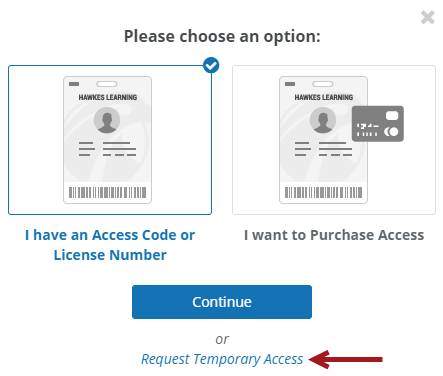 Please choose an option:
HAWKES LEARNING
HAWKES LEARNING
I have an Access Code or
License Number
I want to Purchase Access
Continue
or
Request Temporary Access